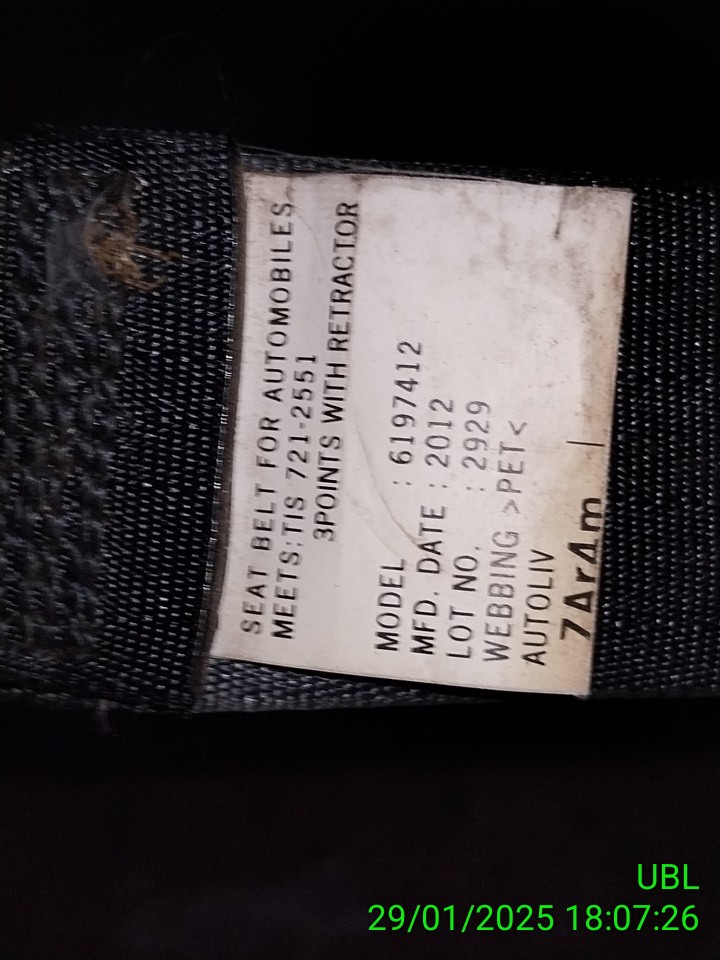 SEAT BELT FOR AUTOMOBILES
MEETS:TIS 721-2551
3POINTS WITH RETRACTOR
MODEL : 6197412
MFD. DATE : 2012
LOT NO. : 2929
WEBBING >PET<
AUTOLIV
UBL
29/01/2025 18:07:26